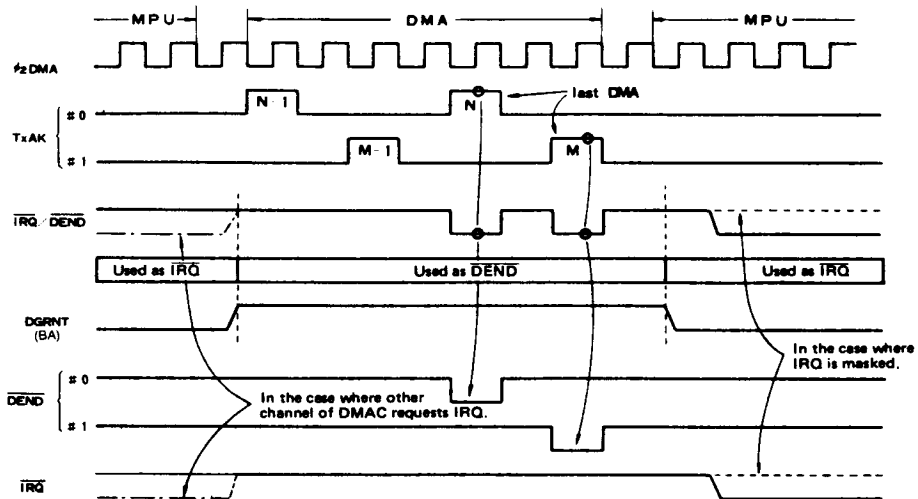 MPU DMA MPU
φ2 DMA
N-1 N last DMA
# 0
TxAK
M-1 M
# 1
IRQ/DEND
Used as IRQ Used as DEND Used as IRQ
DGRNT
(BA)
In the case where
IRQ is masked.
# 0
DEND
In the case where other
channel of DMAC requests IRQ.
# 1
IRQ